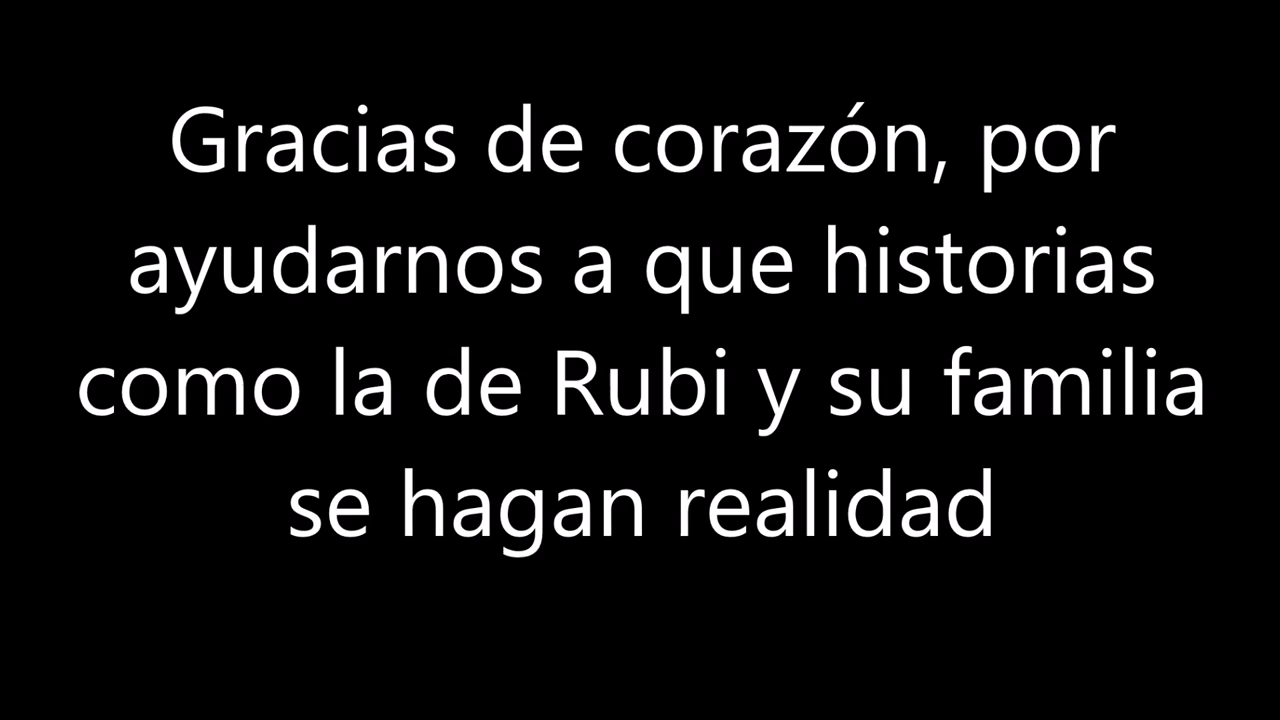 Gracias de corazón, por
ayudarnos a que historias
como la de Rubi y su familia
se hagan realidad